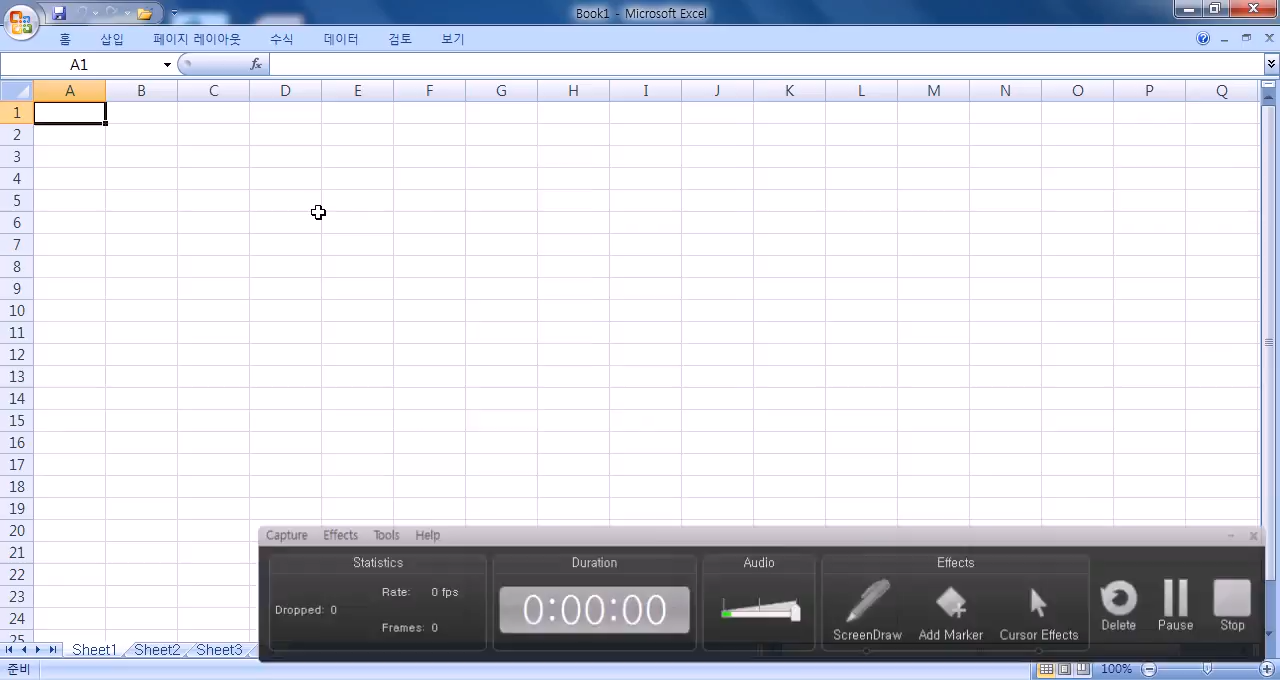 Book1 - Microsoft Excel
홈 삽입 페이지 레이아웃 수식 데이터 검토 보기
A1 fx
A B C D E F G H I J K L M N O P Q
1
2
3
4
5
6
7
8
9
10
11
12
13
14
15
16
17
18
19
20
21
22
23
24
25
Capture Effects Tools Help
Statistics Duration Audio Effects
Rate: 0 fps
Dropped: 0
Frames: 0
0:00:00
ScreenDraw Add Marker Cursor Effects Delete Pause Stop
Sheet1 Sheet2 Sheet3
준비 100%